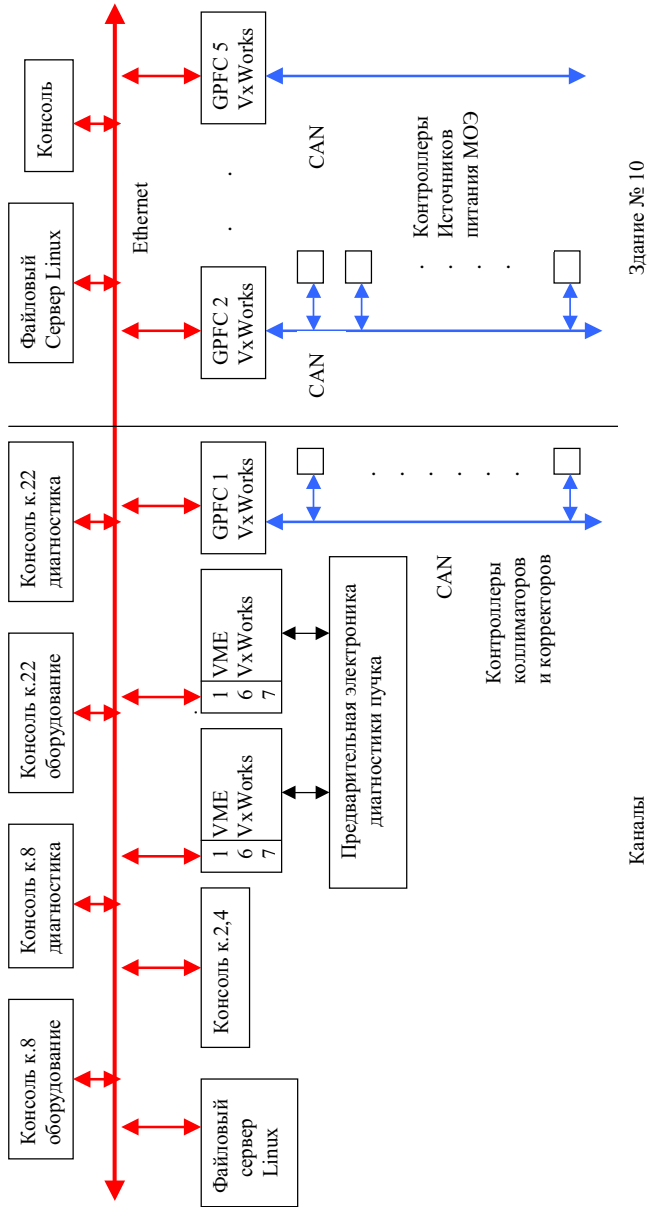 Консоль к.8
оборудование
Консоль к.8
диагностика
Консоль к.22
оборудование
Консоль к.22
диагностика
Файловый
Сервер Linux
Консоль
Ethernet
Файловый
сервер
Linux
Консоль к.2,4
1 VME
6 VxWorks
7
1 VME
6 VxWorks
7
GPFC 1
VxWorks
GPFC 2
VxWorks
GPFC 5
VxWorks
Предварительная электроника
диагностики пучка
CAN
CAN
CAN
Контроллеры
коллиматоров
и корректоров
Контроллеры
Источников
питания МОЭ
Каналы
Здание № 10